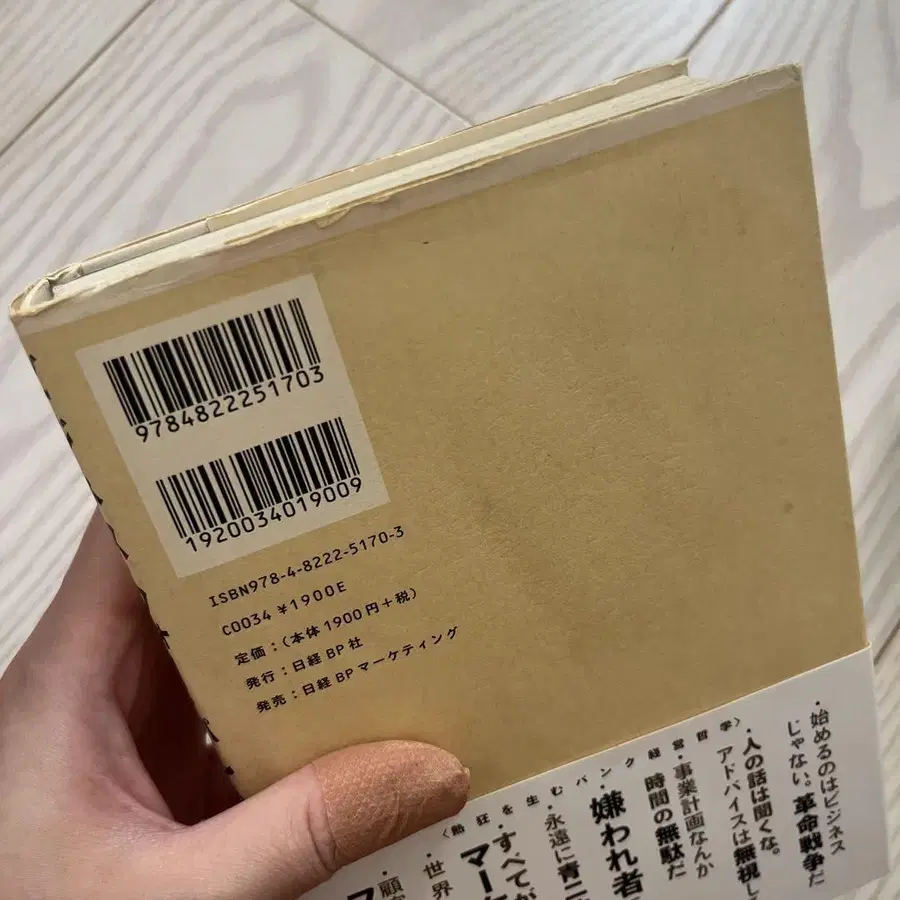 9784822251703
1920034019009
ISBN978-4-8222-5170-3
C0034 ¥1900E
定価：(本体1900円＋税)
発行：日経BP社
発売：日経BPマーケティング
・始めるのはビジネス
じゃない。革命戦争だ
・人の話は聞くな。
アドバイスは無視し
・事業計画なんか
時間の無駄だ
嫌われ者
・永遠に青二
・すべてが
マーケ
・世界
・顧客
〈熱狂を生むパンク経営哲学〉